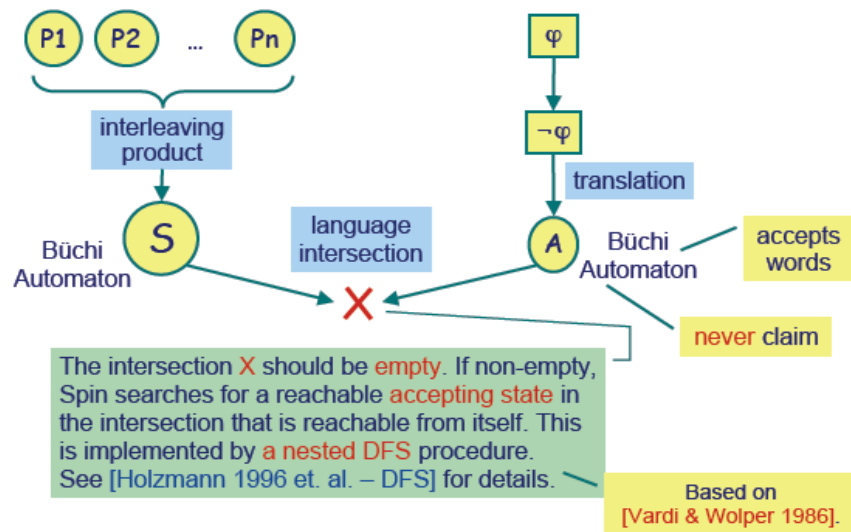 P1 P2 ... Pn
φ
interleaving
product
¬φ
translation
S
Büchi
Automaton
language
intersection
A
Büchi
Automaton
accepts
words
X
never claim
The intersection X should be empty. If non-empty,
Spin searches for a reachable accepting state in
the intersection that is reachable from itself. This
is implemented by a nested DFS procedure.
See [Holzmann 1996 et. al. – DFS] for details.
Based on
[Vardi & Wolper 1986].